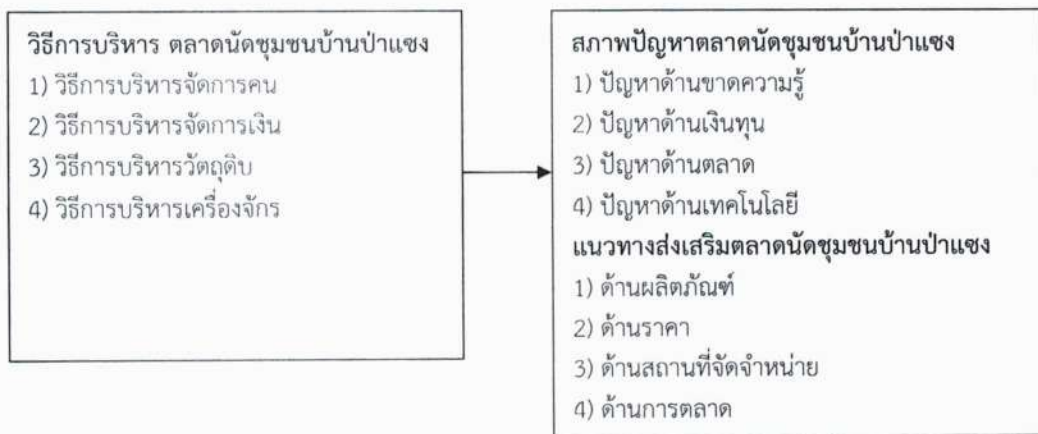 วิธีการบริหาร ตลาดนัดชุมชนบ้านป่าแซง
1) วิธีการบริหารจัดการคน
2) วิธีการบริหารจัดการเงิน
3) วิธีการบริหารวัตถุดิบ
4) วิธีการบริหารเครื่องจักร
สภาพปัญหาตลาดนัดชุมชนบ้านป่าแซง
1) ปัญหาด้านขาดความรู้
2) ปัญหาด้านเงินทุน
3) ปัญหาด้านตลาด
4) ปัญหาด้านเทคโนโลยี
แนวทางส่งเสริมตลาดนัดชุมชนบ้านป่าแซง
1) ด้านผลิตภัณฑ์
2) ด้านราคา
3) ด้านสถานที่จัดจำหน่าย
4) ด้านการตลาด